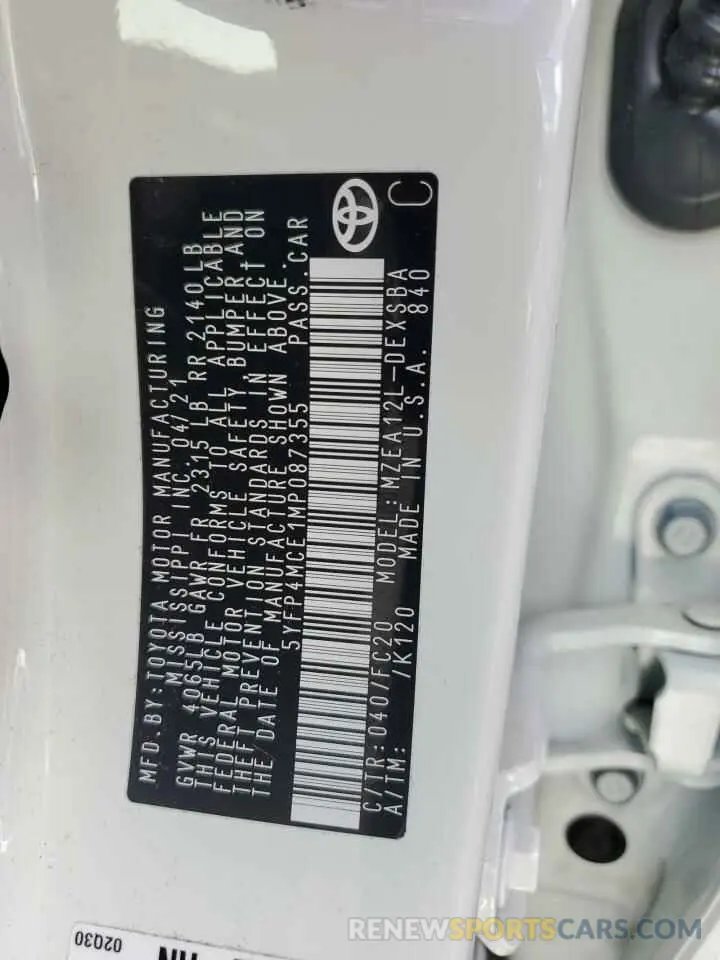 MFD. BY: TOYOTA MOTOR MANUFACTURING
MISSISSIPPI INC. 04/21
GVWR 4065LB GAWR FR 2315 LB RR 2140LB
THIS VEHICLE CONFORMS TO ALL APPLICABLE
FEDERAL MOTOR VEHICLE SAFETY, BUMPER, AND
THEFT PREVENTION STANDARDS IN EFFECT ON
THE DATE OF MANUFACTURE SHOWN ABOVE.
5YFP4MCE1MP087355 PASS. CAR
C/TR: 040/FC20 MODEL: MZEA12L-DEXSBA
A/TM: /K120 MADE IN U.S.A. 840
C
02Q30
RENEWSPORTSCARS.COM